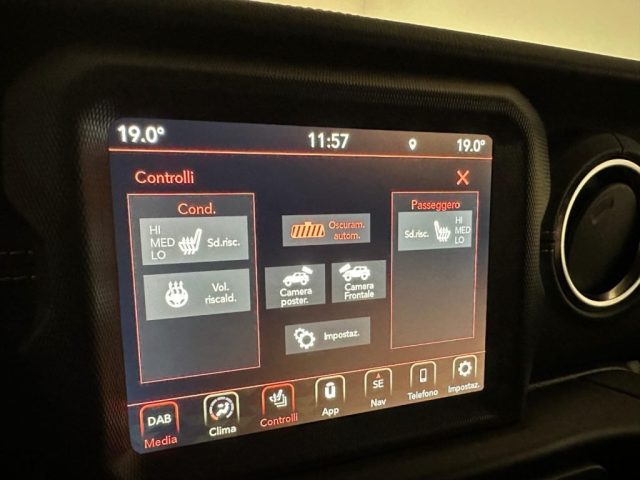 19.0°
11:57
19.0°
Controlli
X
Cond.
HI
MED
LO
Sd.risc.
Vol.
riscald.
Oscuram.
autom.
Camera
poster.
Camera
Frontale
Impostaz.
Passeggero
Sd.risc.
HI
MED
LO
DAB
Media
Clima
Controlli
App
SE
Nav
Telefono
Impostaz.